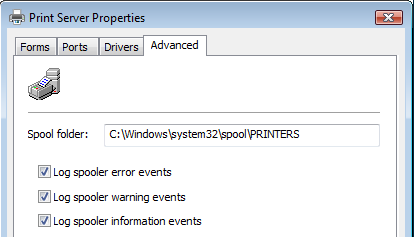 Print Server Properties
Forms Ports Drivers Advanced
Spool folder: C:\Windows\system32\spool\PRINTERS
Log spooler error events
Log spooler warning events
Log spooler information events